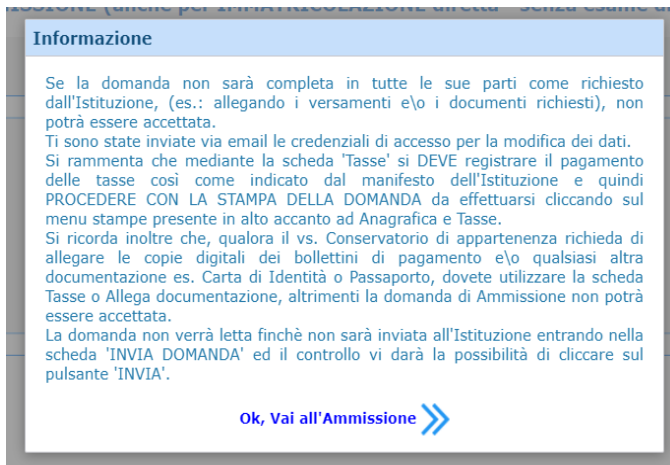 Informazione
Se la domanda non sarà completa in tutte le sue parti come richiesto
dall'Istituzione, (es.: allegando i versamenti e\o i documenti richiesti), non
potrà essere accettata.
Ti sono state inviate via email le credenziali di accesso per la modifica dei dati.
Si rammenta che mediante la scheda 'Tasse' si DEVE registrare il pagamento
delle tasse così come indicato dal manifesto dell'Istituzione e quindi
PROCEDERE CON LA STAMPA DELLA DOMANDA da effettuarsi cliccando sul
menu stampe presente in alto accanto ad Anagrafica e Tasse.
Si ricorda inoltre che, qualora il vs. Conservatorio di appartenenza richieda di
allegare le copie digitali dei bollettini di pagamento e\o qualsiasi altra
documentazione es. Carta di Identità o Passaporto, dovete utilizzare la scheda
Tasse o Allega documentazione, altrimenti la domanda di Ammissione non potrà
essere accettata.
La domanda non verrà letta finchè non sarà inviata all'Istituzione entrando nella
scheda 'INVIA DOMANDA' ed il controllo vi darà la possibilità di cliccare sul
pulsante 'INVIA'.
Ok, Vai all'Ammissione